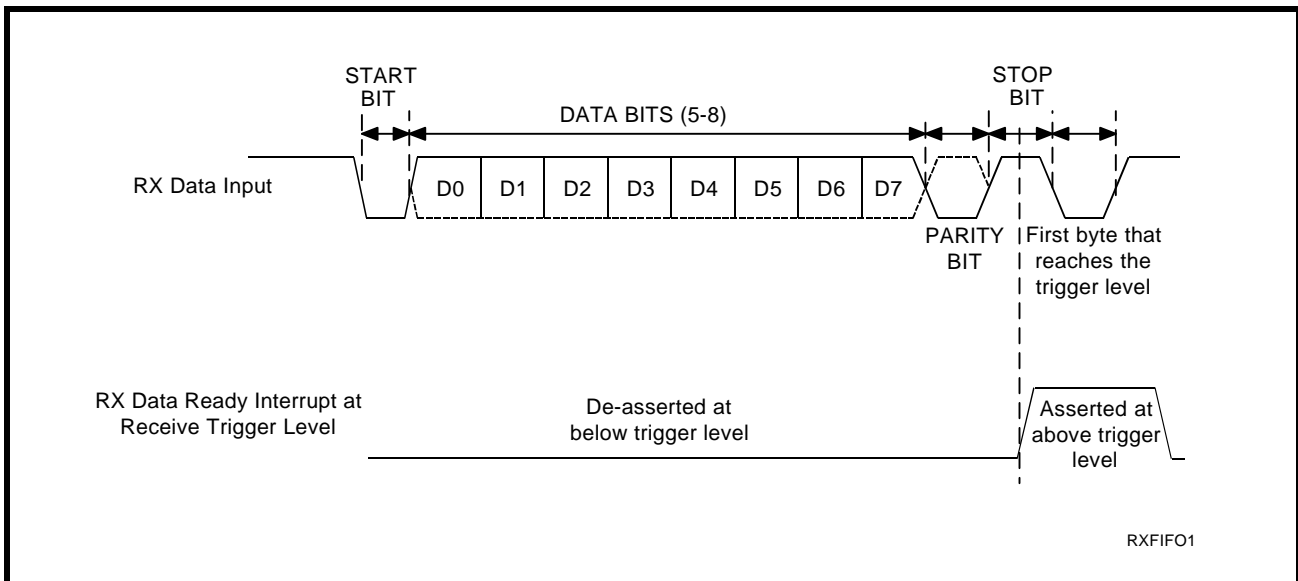 START
BIT
DATA BITS (5-8)
STOP
BIT
RX Data Input
D0
D1
D2
D3
D4
D5
D6
D7
PARITY
BIT
First byte that
reaches the
trigger level
RX Data Ready Interrupt at
Receive Trigger Level
De-asserted at
below trigger level
Asserted at
above trigger
level
RXFIFO1